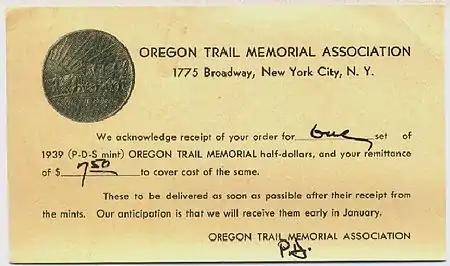 OREGON TRAIL MEMORIAL ASSOCIATION
1775 Broadway, New York City, N. Y.
We acknowledge receipt of your order for one set of
1939 (P-D-S mint) OREGON TRAIL MEMORIAL half-dollars, and your remittance
of $ 7.50 to cover cost of the same.
These to be delivered as soon as possible after their receipt from
the mints. Our anticipation is that we will receive them early in January.
OREGON TRAIL MEMORIAL ASSOCIATION